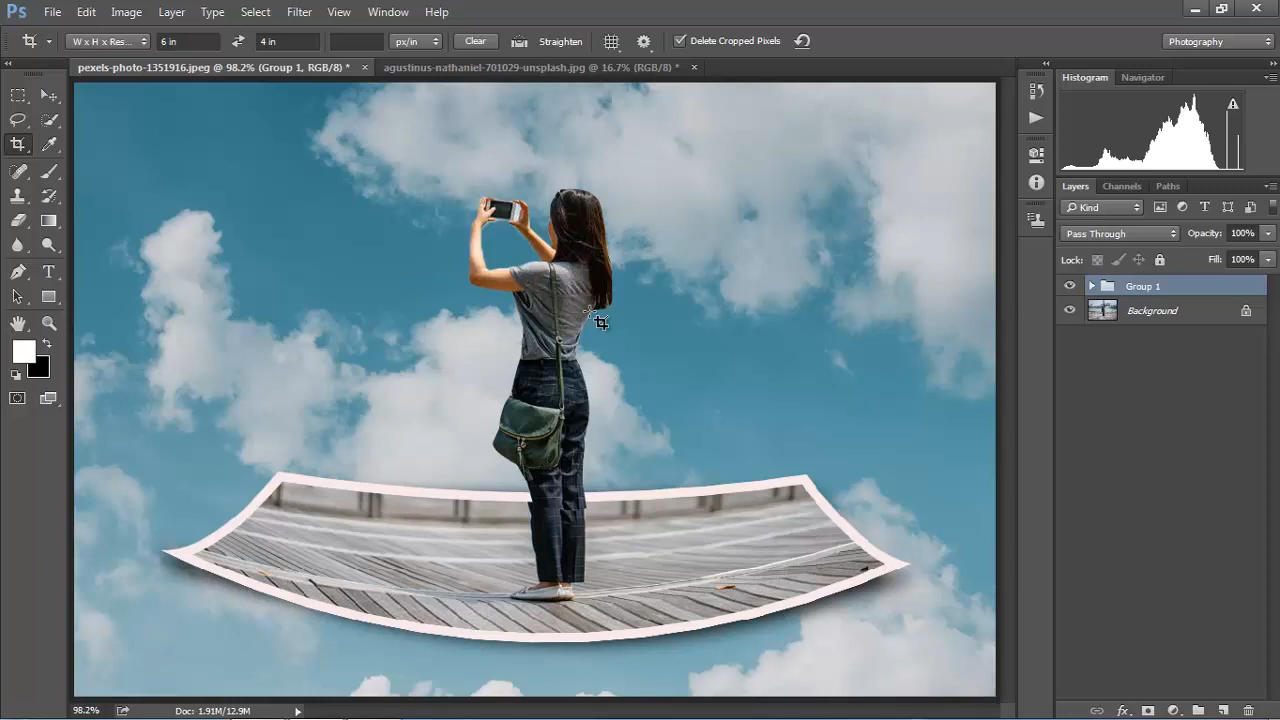 Ps File Edit Image Layer Type Select Filter View Window Help
W x H x Res... 6 in 4 in px/in Clear Straighten Delete Cropped Pixels Photography
pexels-photo-1351916.jpeg @ 98.2% (Group 1, RGB/8) * × agustinus-nathaniel-701029-unsplash.jpg @ 16.7% (RGB/8) * ×
Histogram Navigator
Layers Channels Paths
Kind
Pass Through Opacity: 100%
Lock: Fill: 100%
Group 1
Background
98.2% Doc: 1.91M/12.9M